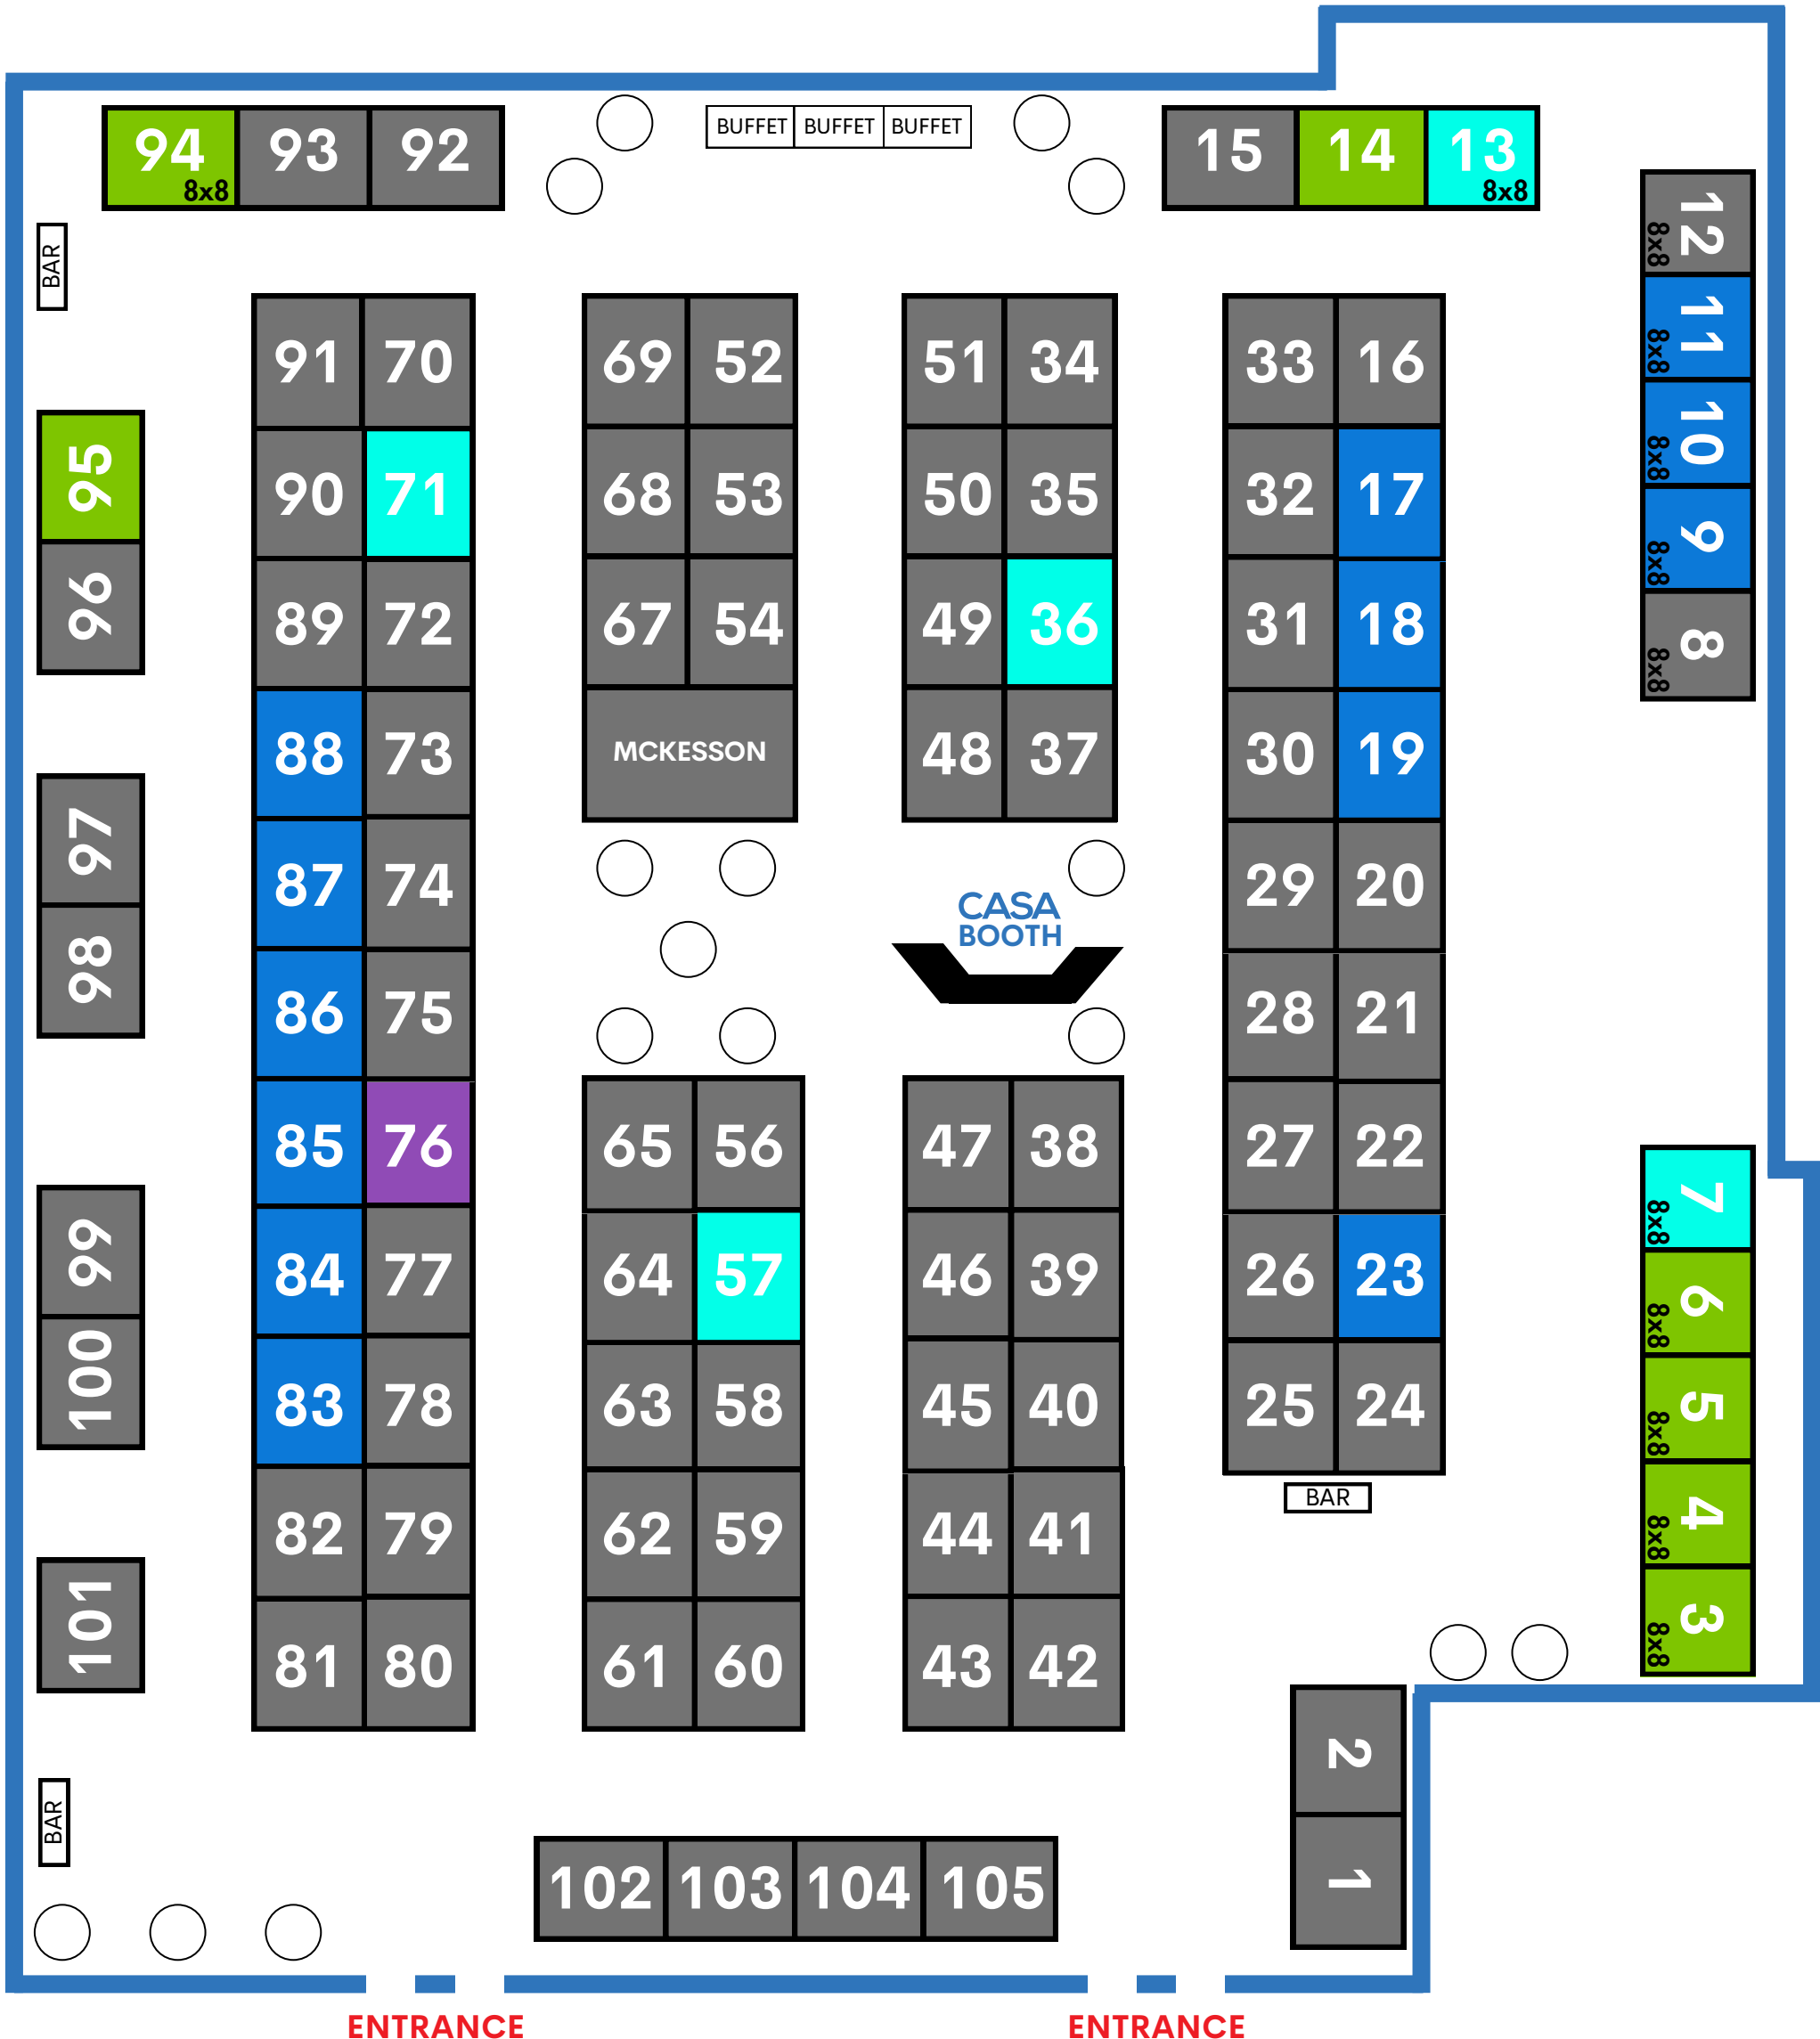 BUFFET BUFFET BUFFET
94 8x8 93 92
15 14 13 8x8
12 8x8
11 8x8
10 8x8
9 8x8
8 8x8
BAR
91 70 69 52 51 34 33 16
95
90 71 68 53 50 35 32 17
96
89 72 67 54 49 36 31 18
88 73 MCKESSON 48 37 30 19
97
87 74 29 20
CASA
BOOTH
98
86 75 28 21
85 76 65 56 47 38 27 22
7 8x8
99
84 77 64 57 46 39 26 23
6 8x8
100
83 78 63 58 45 40 25 24
5 8x8
BAR
82 79 62 59 44 41
4 8x8
101
81 80 61 60 43 42
3 8x8
2
1
BAR
102 103 104 105
ENTRANCE ENTRANCE